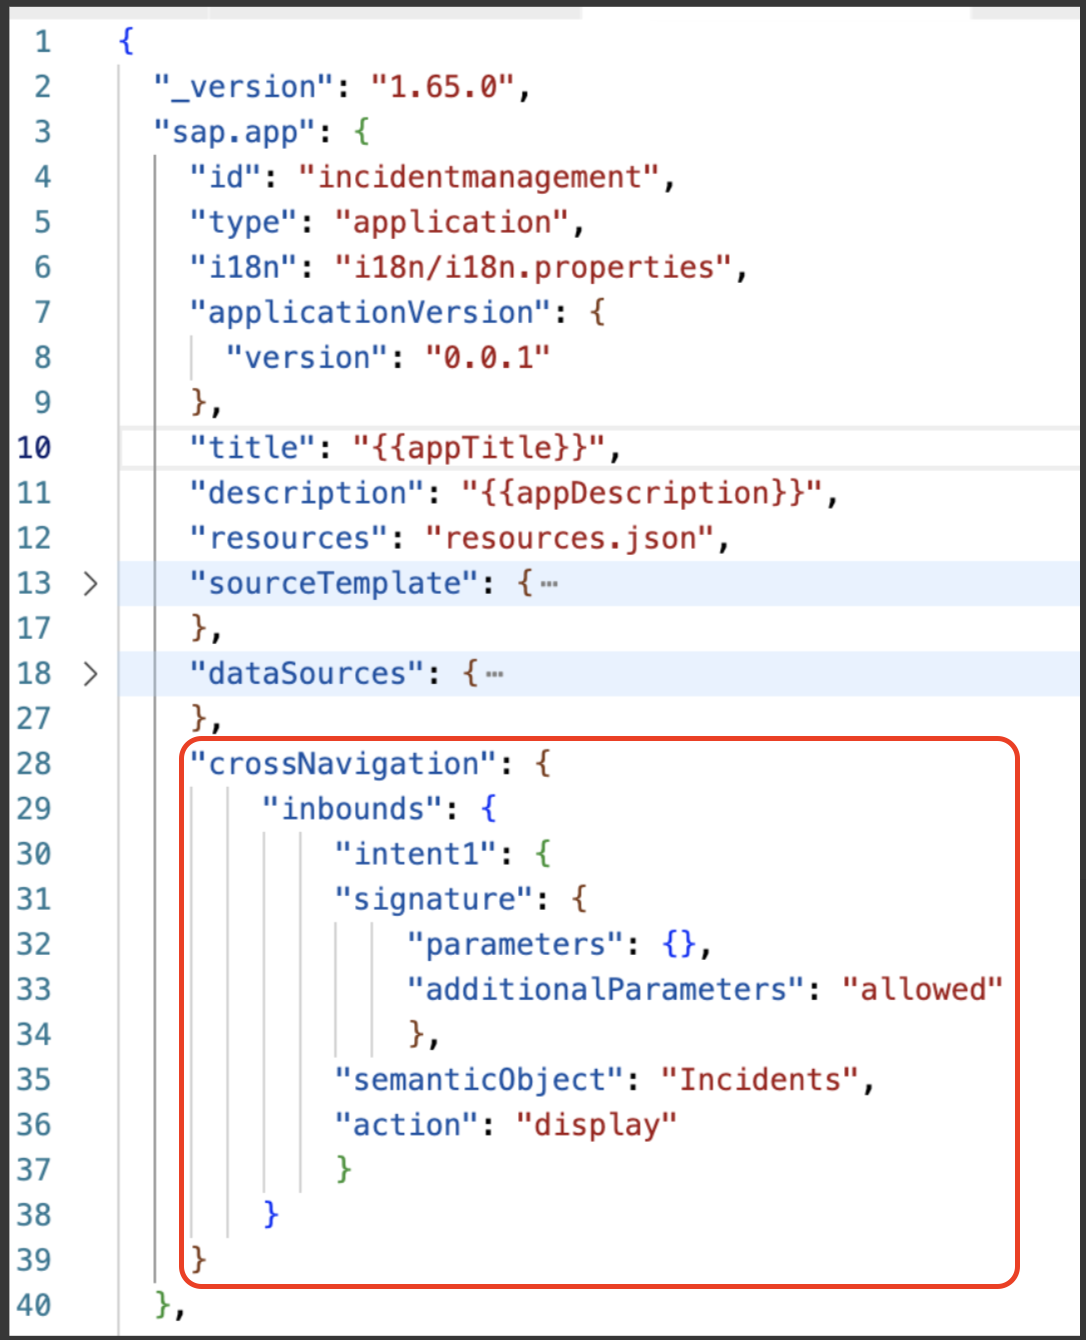 1 {
2 "_version": "1.65.0",
3 "sap.app": {
4 "id": "incidentmanagement",
5 "type": "application",
6 "i18n": "i18n/i18n.properties",
7 "applicationVersion": {
8 "version": "0.0.1"
9 },
10 "title": "{{appTitle}}",
11 "description": "{{appDescription}}",
12 "resources": "resources.json",
13 > "sourceTemplate": { ⋯
17 },
18 > "dataSources": { ⋯
27 },
28 "crossNavigation": {
29 "inbounds": {
30 "intent1": {
31 "signature": {
32 "parameters": {},
33 "additionalParameters": "allowed"
34 },
35 "semanticObject": "Incidents",
36 "action": "display"
37 }
38 }
39 }
40 },